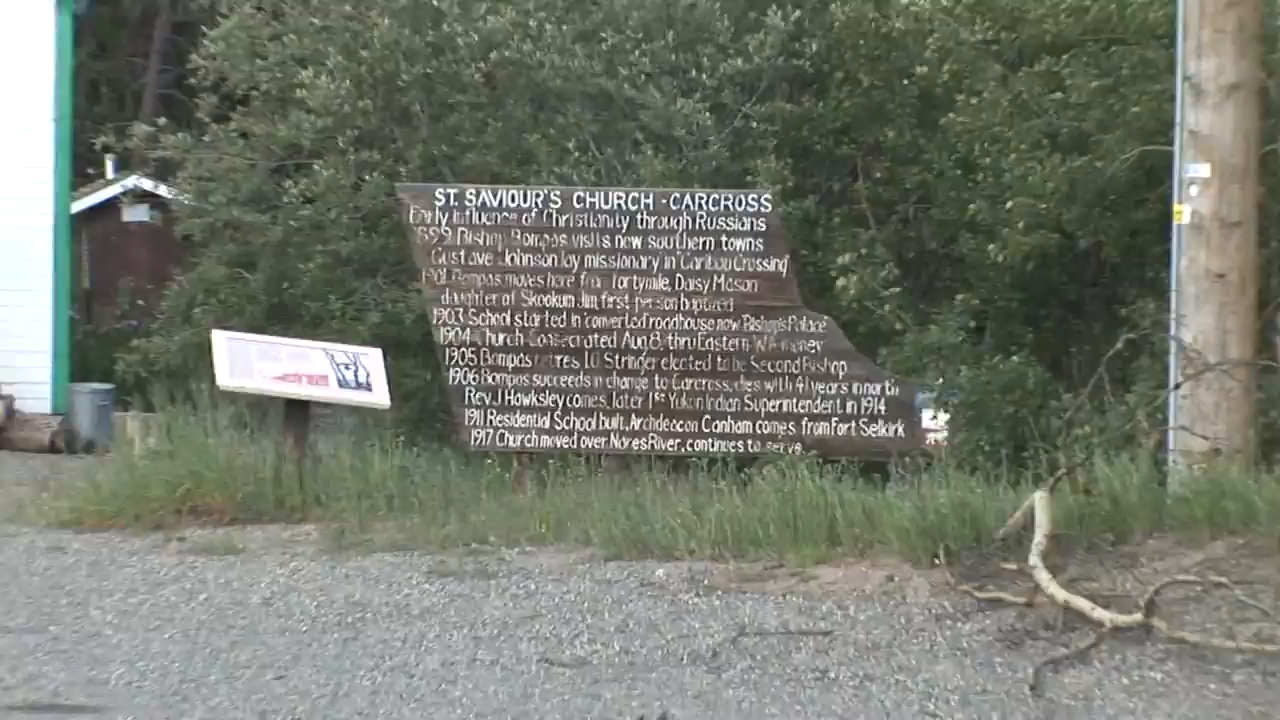 ST. SAVIOUR'S CHURCH - CARCROSS
Early Influence of Christianity through Russians
1899 Bishop Bompas visits new southern towns
Gustave Johnson lay missionary in Caribou Crossing
1901 Bompas moves here from Fortymile, Daisy Mason
daughter of Skookum Jim, first person baptized
1903 School started in converted roadhouse now Bishop's Palace
1904 Church Consecrated Aug 8, thru Eastern W.A. money
1905 Bompas retires I.O. Stringer elected to be Second Bishop
1906 Bompas succeeds in change to Carcross, dies with 41 years in north
Rev. J Hawksley comes, later 1st Yukon Indian Superintendent in 1914
1911 Residential School built, Archdeacon Canham comes from Fort Selkirk
1917 Church moved over Nares River, continues to serve.